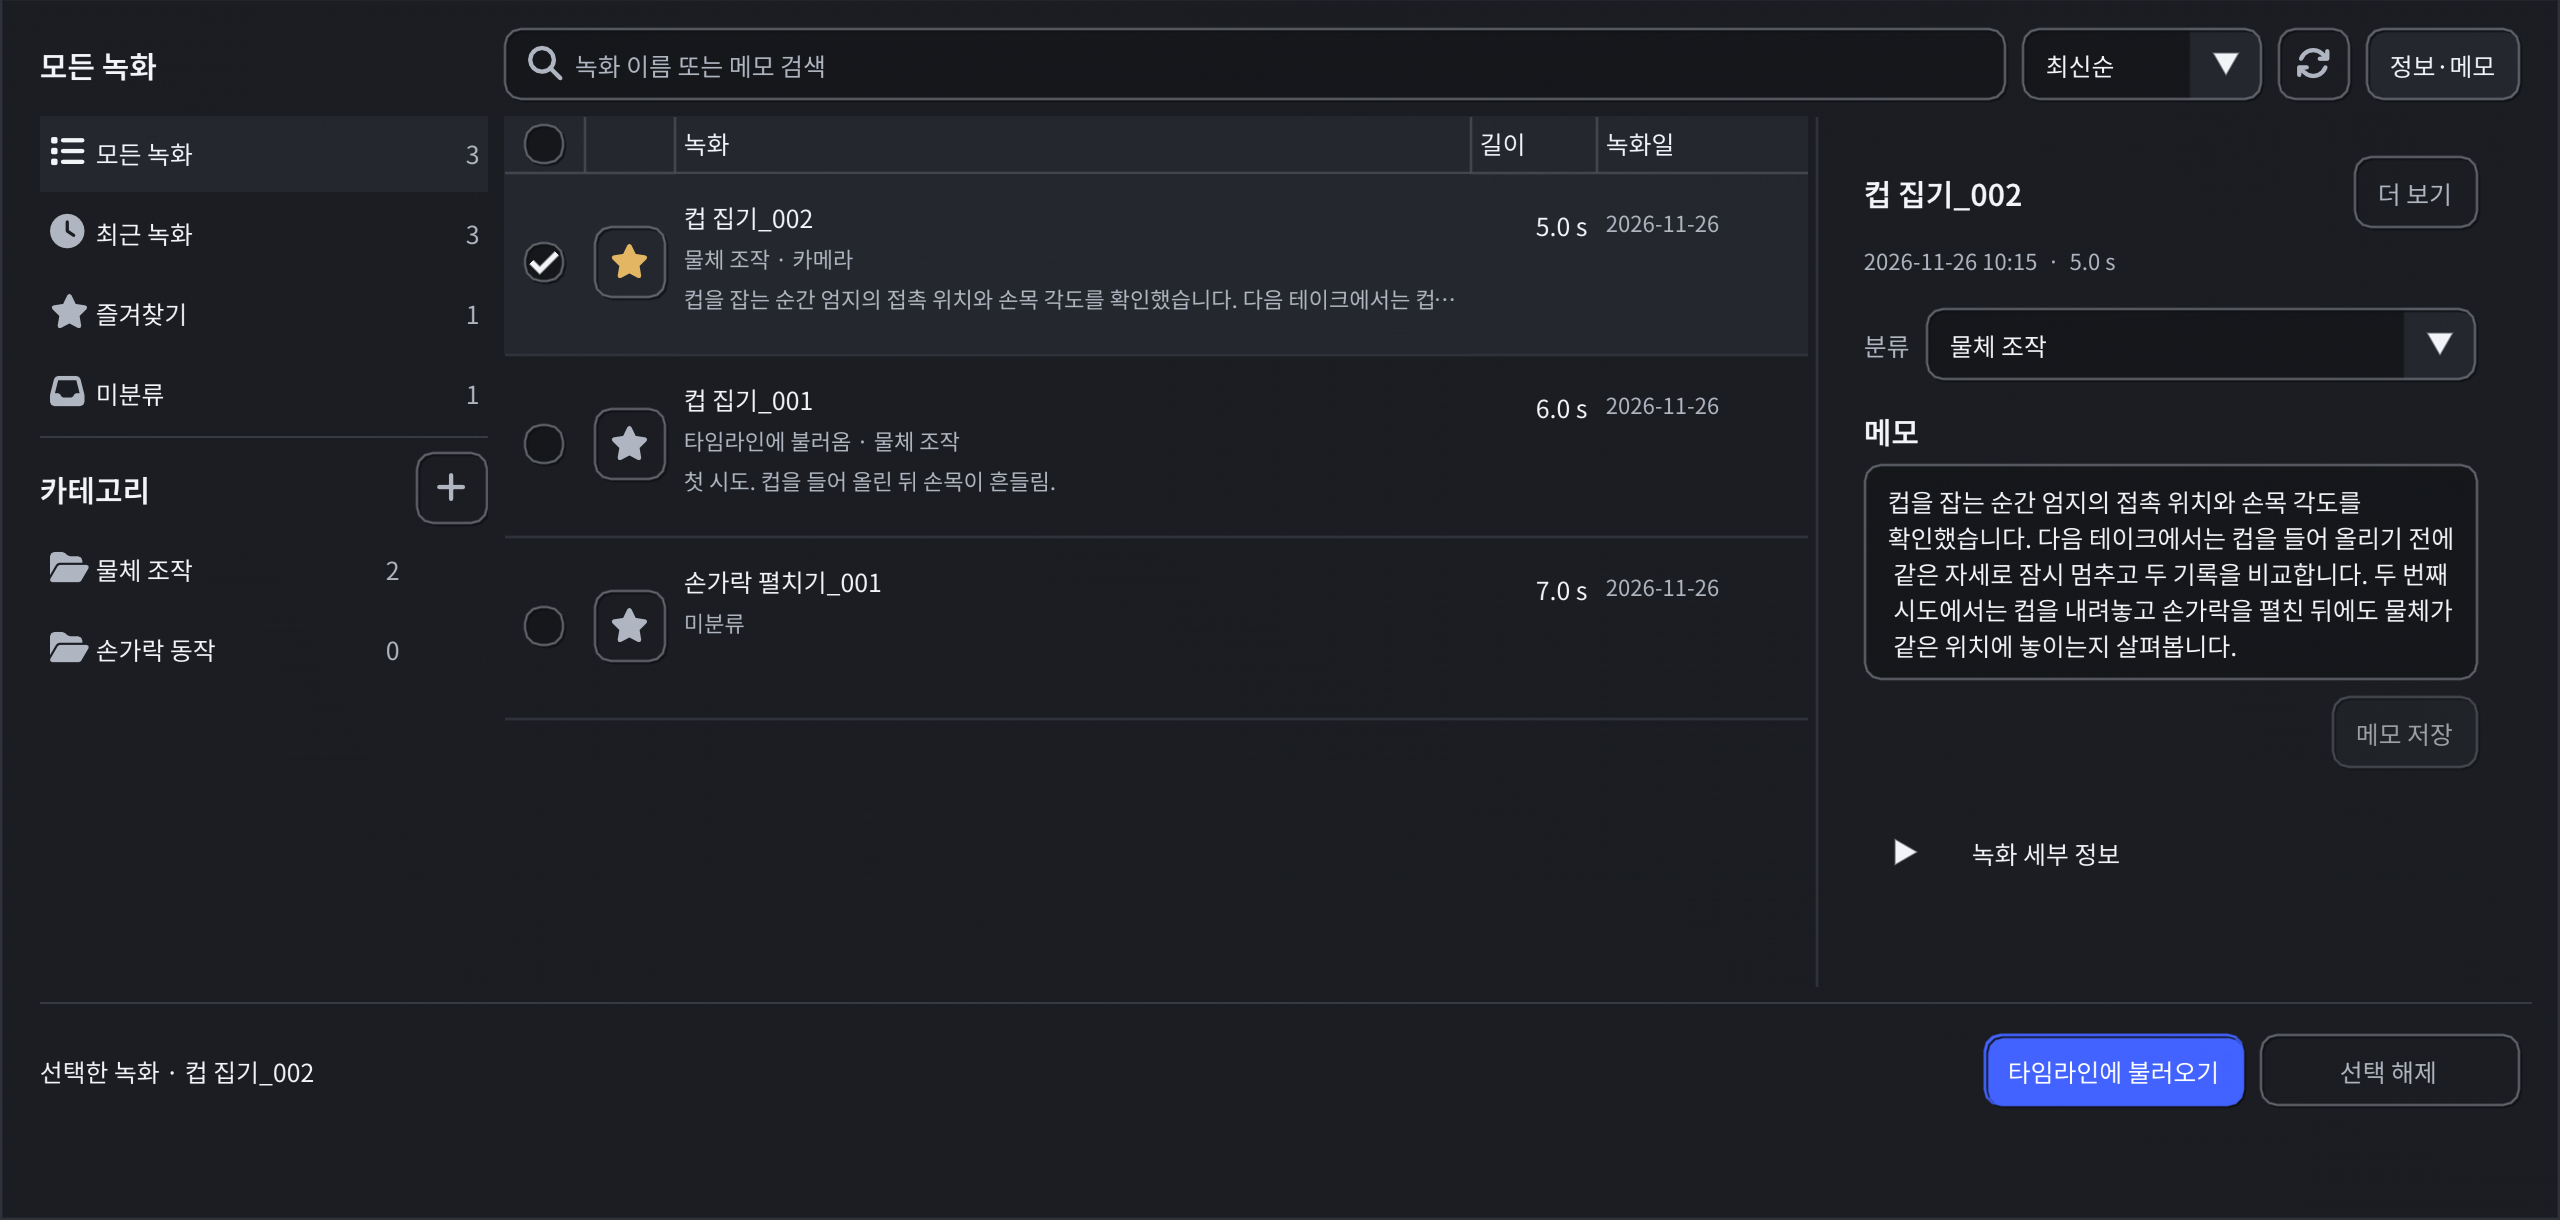 모든 녹화
녹화 이름 또는 메모 검색
최신순
정보·메모
모든 녹화 3
최근 녹화 3
즐겨찾기 1
미분류 1
카테고리
물체 조작 2
손가락 동작 0
녹화 길이 녹화일
컵 집기_002 5.0 s 2026-11-26
물체 조작 · 카메라
컵을 잡는 순간 엄지의 접촉 위치와 손목 각도를 확인했습니다. 다음 테이크에서는 컵…
컵 집기_001 6.0 s 2026-11-26
타임라인에 불러옴 · 물체 조작
첫 시도. 컵을 들어 올린 뒤 손목이 흔들림.
손가락 펼치기_001 7.0 s 2026-11-26
미분류
컵 집기_002
더 보기
2026-11-26 10:15 · 5.0 s
분류 물체 조작
메모
컵을 잡는 순간 엄지의 접촉 위치와 손목 각도를
확인했습니다. 다음 테이크에서는 컵을 들어 올리기 전에
같은 자세로 잠시 멈추고 두 기록을 비교합니다. 두 번째
시도에서는 컵을 내려놓고 손가락을 펼친 뒤에도 물체가
같은 위치에 놓이는지 살펴봅니다.
메모 저장
녹화 세부 정보
선택한 녹화 · 컵 집기_002
타임라인에 불러오기
선택 해제